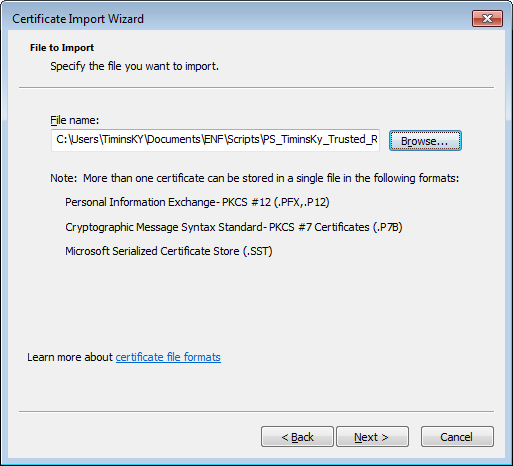 Certificate Import Wizard
File to Import
Specify the file you want to import.
File name:
C:\Users\TiminsKY\Documents\ENF\Scripts\PS_TiminsKy_Trusted_R
Browse...
Note: More than one certificate can be stored in a single file in the following formats:
Personal Information Exchange- PKCS #12 (.PFX,.P12)
Cryptographic Message Syntax Standard- PKCS #7 Certificates (.P7B)
Microsoft Serialized Certificate Store (.SST)
Learn more about certificate file formats
< Back Next > Cancel